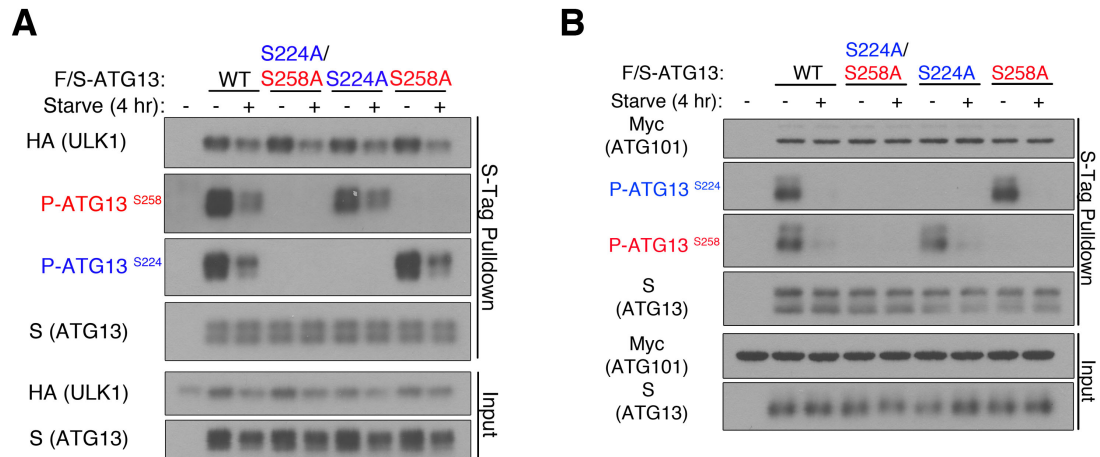 A
S224A/
F/S-ATG13: WT S258A S224A S258A
Starve (4 hr): - - + - + - + - +
HA (ULK1)
P-ATG13 S258
P-ATG13 S224
S (ATG13)
S-Tag Pulldown
HA (ULK1)
S (ATG13)
Input
B
S224A/
F/S-ATG13: WT S258A S224A S258A
Starve (4 hr): - - + - + - + - +
Myc
(ATG101)
P-ATG13 S224
P-ATG13 S258
S
(ATG13)
S-Tag Pulldown
Myc
(ATG101)
S
(ATG13)
Input